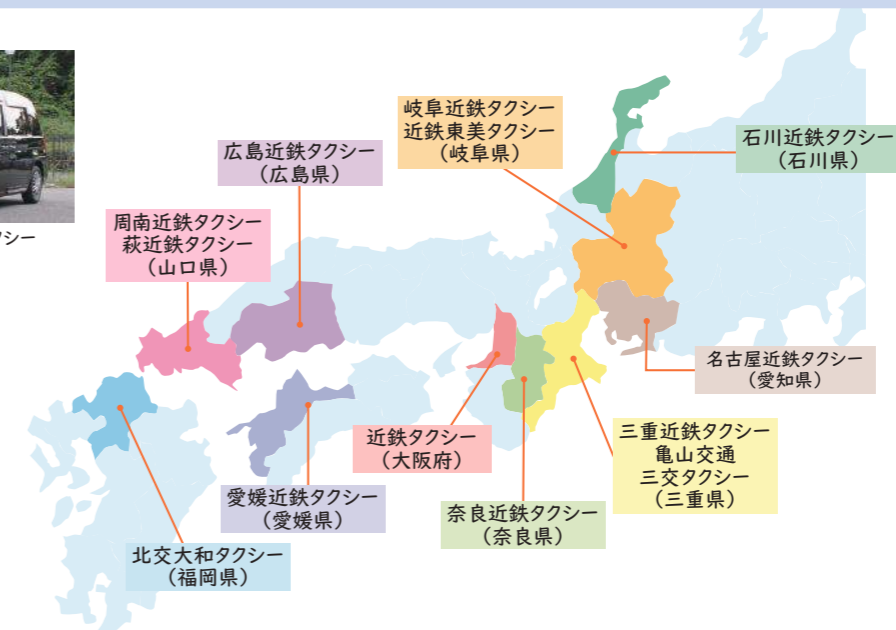 岐阜近鉄タクシー
近鉄東美タクシー
（岐阜県）
石川近鉄タクシー
（石川県）
広島近鉄タクシー
（広島県）
周南近鉄タクシー
萩近鉄タクシー
（山口県）
クシー
名古屋近鉄タクシー
（愛知県）
近鉄タクシー
（大阪府）
三重近鉄タクシー
亀山交通
三交タクシー
（三重県）
愛媛近鉄タクシー
（愛媛県）
奈良近鉄タクシー
（奈良県）
北交大和タクシー
（福岡県）